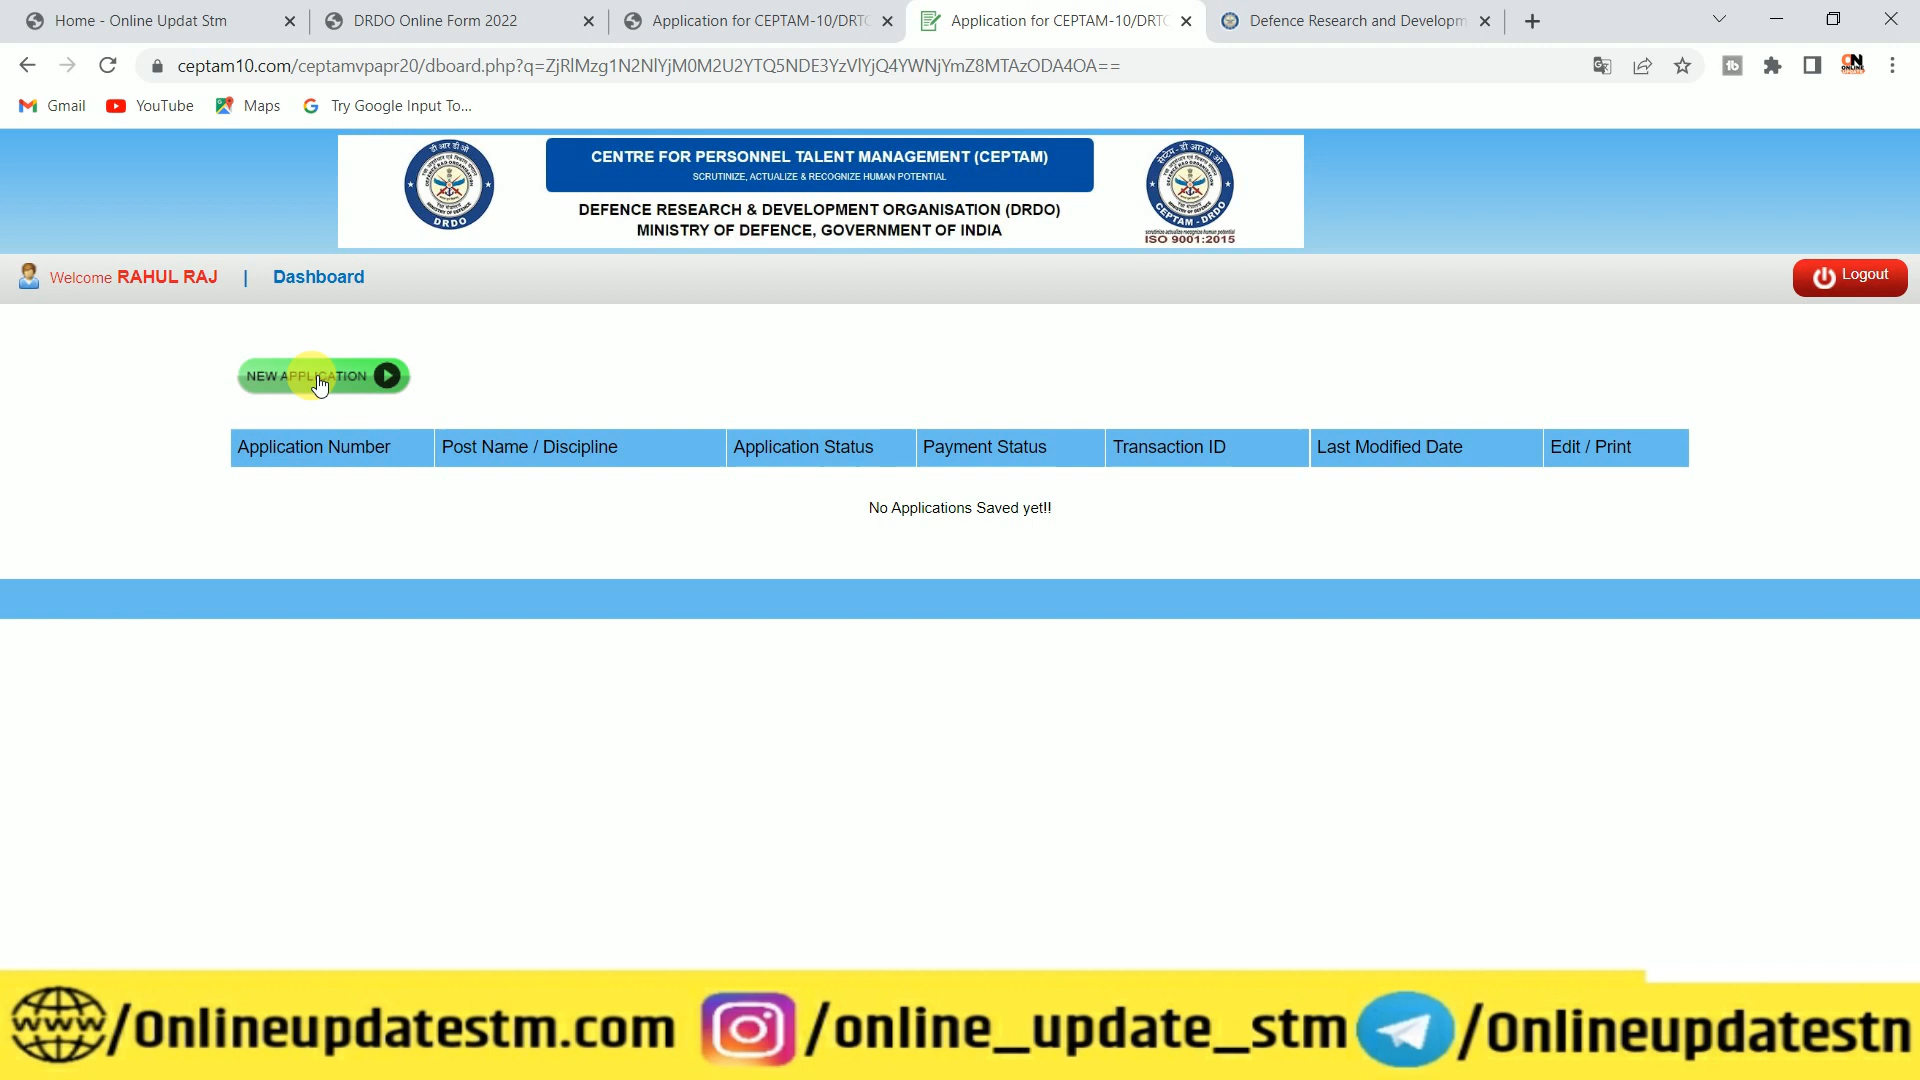 Home - Online Updat Stm
DRDO Online Form 2022
Application for CEPTAM-10/DRTC
Application for CEPTAM-10/DRTC
Defence Research and Developm
ceptam10.com/ceptamvpapr20/dboard.php?q=ZjRlMzg1N2NlYjM0M2U2YTQ5NDE3YzVlYjQ4YWNjYmZ8MTAzODA4OA==
Gmail
YouTube
Maps
Try Google Input To...
डी आर डी ओ
DRDO
CENTRE FOR PERSONNEL TALENT MANAGEMENT (CEPTAM)
SCRUTINIZE, ACTUALIZE & RECOGNIZE HUMAN POTENTIAL
DEFENCE RESEARCH & DEVELOPMENT ORGANISATION (DRDO)
MINISTRY OF DEFENCE, GOVERNMENT OF INDIA
CEPTAM - DRDO
ISO 9001:2015
Welcome RAHUL RAJ | Dashboard
Logout
NEW APPLICATION
Application Number Post Name / Discipline Application Status Payment Status Transaction ID Last Modified Date Edit / Print
No Applications Saved yet!!
www /Onlineupdatestm.com /online_update_stm /Onlineupdatestn